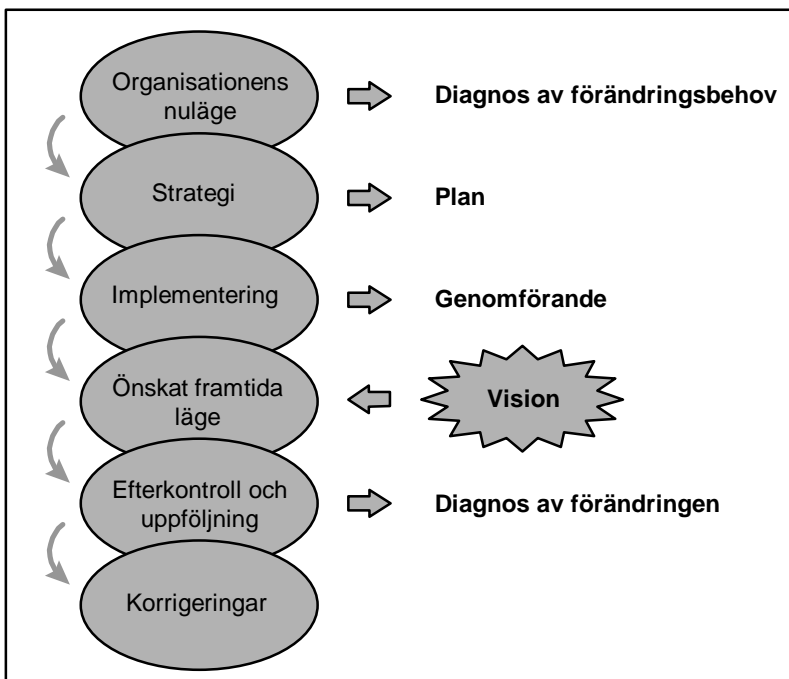 Organisationens
nuläge
Diagnos av förändringsbehov
Strategi
Plan
Implementering
Genomförande
Önskat framtida
läge
Vision
Efterkontroll och
uppföljning
Diagnos av förändringen
Korrigeringar